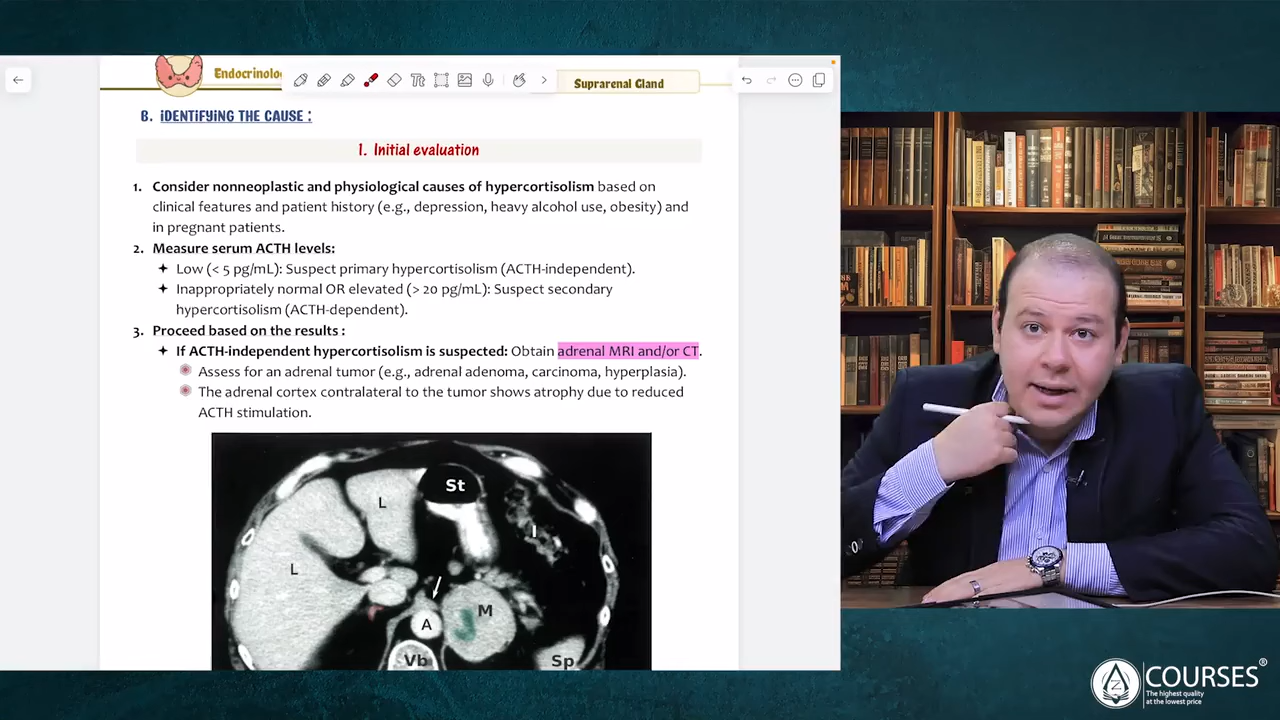 Endocrinolo
Suprarenal Gland
B. iDENTiFYiNG THE CAUSE :
1. Initial evaluation
1. Consider nonneoplastic and physiological causes of hypercortisolism based on
clinical features and patient history (e.g., depression, heavy alcohol use, obesity) and
in pregnant patients.
2. Measure serum ACTH levels:
Low (< 5 pg/mL): Suspect primary hypercortisolism (ACTH-independent).
Inappropriately normal OR elevated (> 20 pg/mL): Suspect secondary
hypercortisolism (ACTH-dependent).
3. Proceed based on the results :
If ACTH-independent hypercortisolism is suspected: Obtain adrenal MRI and/or CT.
Assess for an adrenal tumor (e.g., adrenal adenomarcinoma, hyperplasia).
The adrenal cortex contralateral to the tumor shows atrophy due to reduced
ACTH stimulation.
St
L
I
L
M
A
Vb
Sp
Z COURSES®
The highest quality
at the lowest price